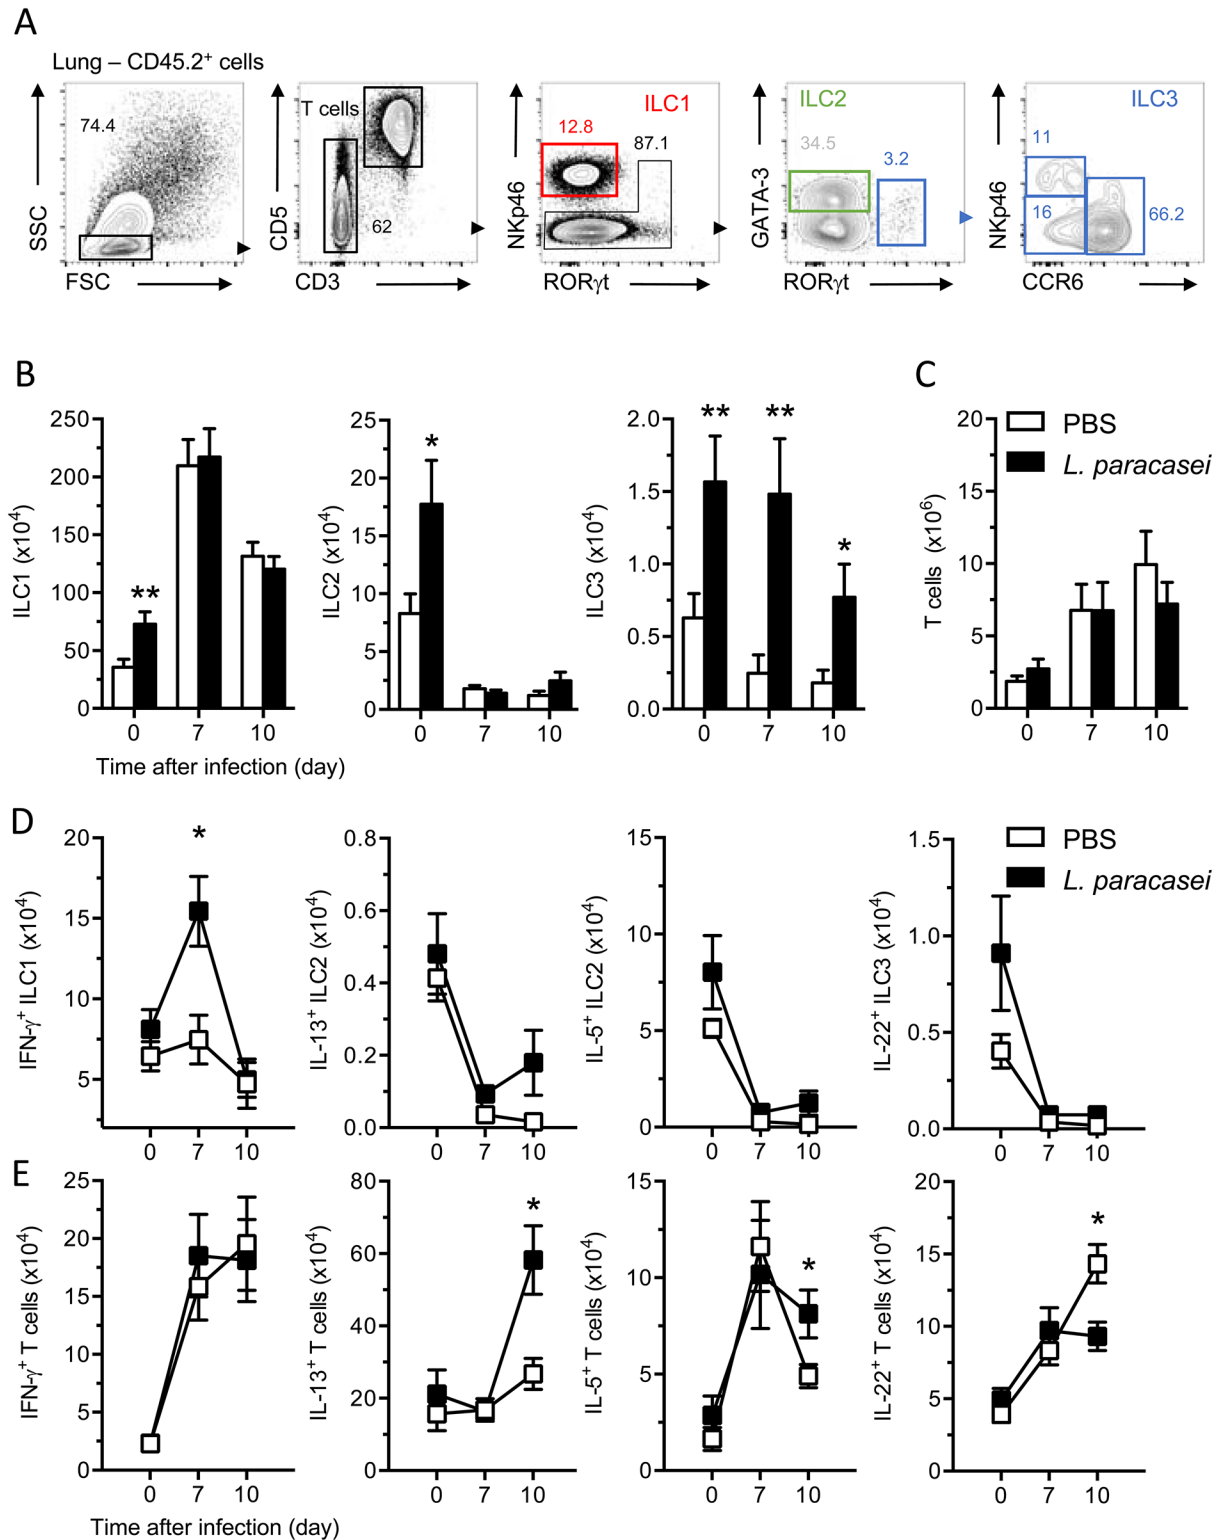 A
Lung – CD45.2⁺ cells
SSC
74.4
FSC
CD5
T cells
62
CD3
NKp46
ILC1
12.8
87.1
RORγt
GATA-3
ILC2
34.5
3.2
RORγt
NKp46
ILC3
11
16
66.2
CCR6
B
ILC1 (x10⁴)
250
200
150
100
50
0
**
0 7 10
Time after infection (day)
ILC2 (x10⁴)
25
20
15
10
5
0
*
0 7 10
ILC3 (x10⁴)
2.0
1.5
1.0
0.5
0.0
** ** *
0 7 10
C
T cells (x10⁶)
20
15
10
5
0
PBS
L. paracasei
0 7 10
D
IFN-γ⁺ ILC1 (x10⁴)
20
15
10
5
*
0 7 10
IL-13⁺ ILC2 (x10⁴)
0.8
0.6
0.4
0.2
0.0
0 7 10
IL-5⁺ ILC2 (x10⁴)
15
10
5
0
0 7 10
IL-22⁺ ILC3 (x10⁴)
1.5
1.0
0.5
0.0
PBS
L. paracasei
0 7 10
E
IFN-γ⁺ T cells (x10⁴)
25
20
15
10
5
0
0 7 10
Time after infection (day)
IL-13⁺ T cells (x10⁴)
80
60
40
20
0
*
0 7 10
IL-5⁺ T cells (x10⁴)
15
10
5
0
*
0 7 10
IL-22⁺ T cells (x10⁴)
20
15
10
5
0
*
0 7 10